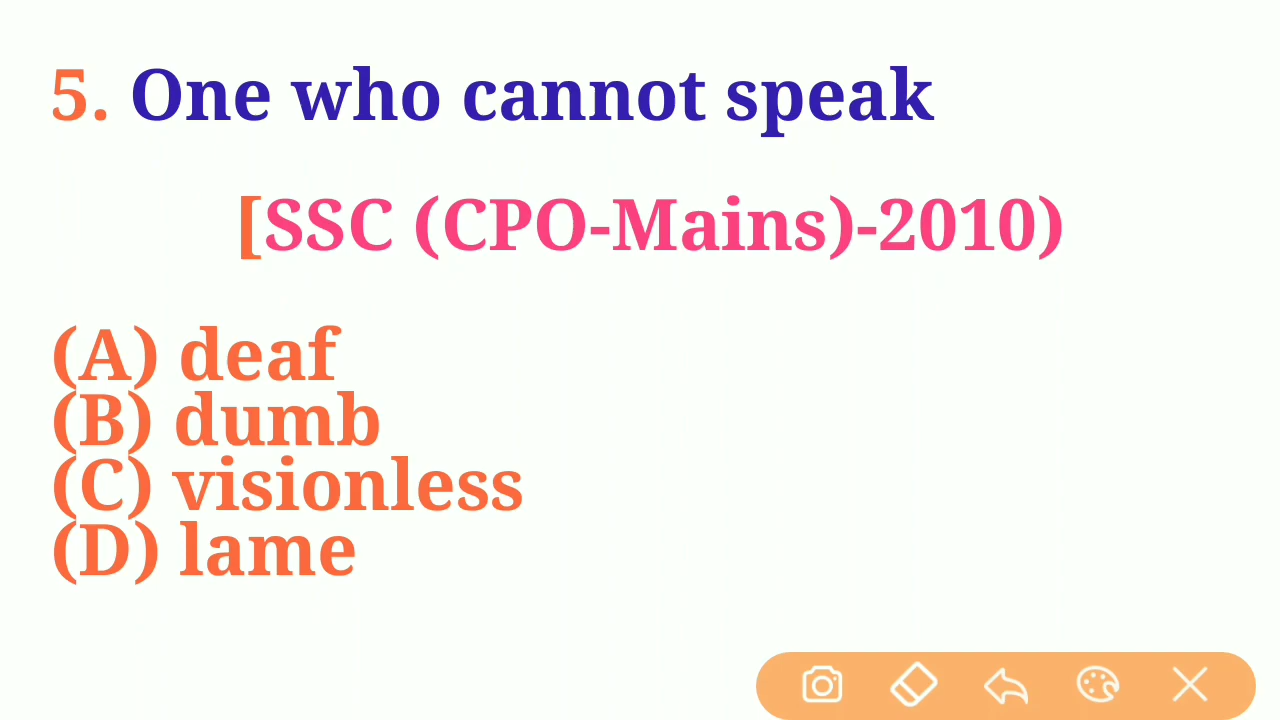 5. One who cannot speak
[SSC (CPO-Mains)-2010)
(A) deaf
(B) dumb
(C) visionless
(D) lame